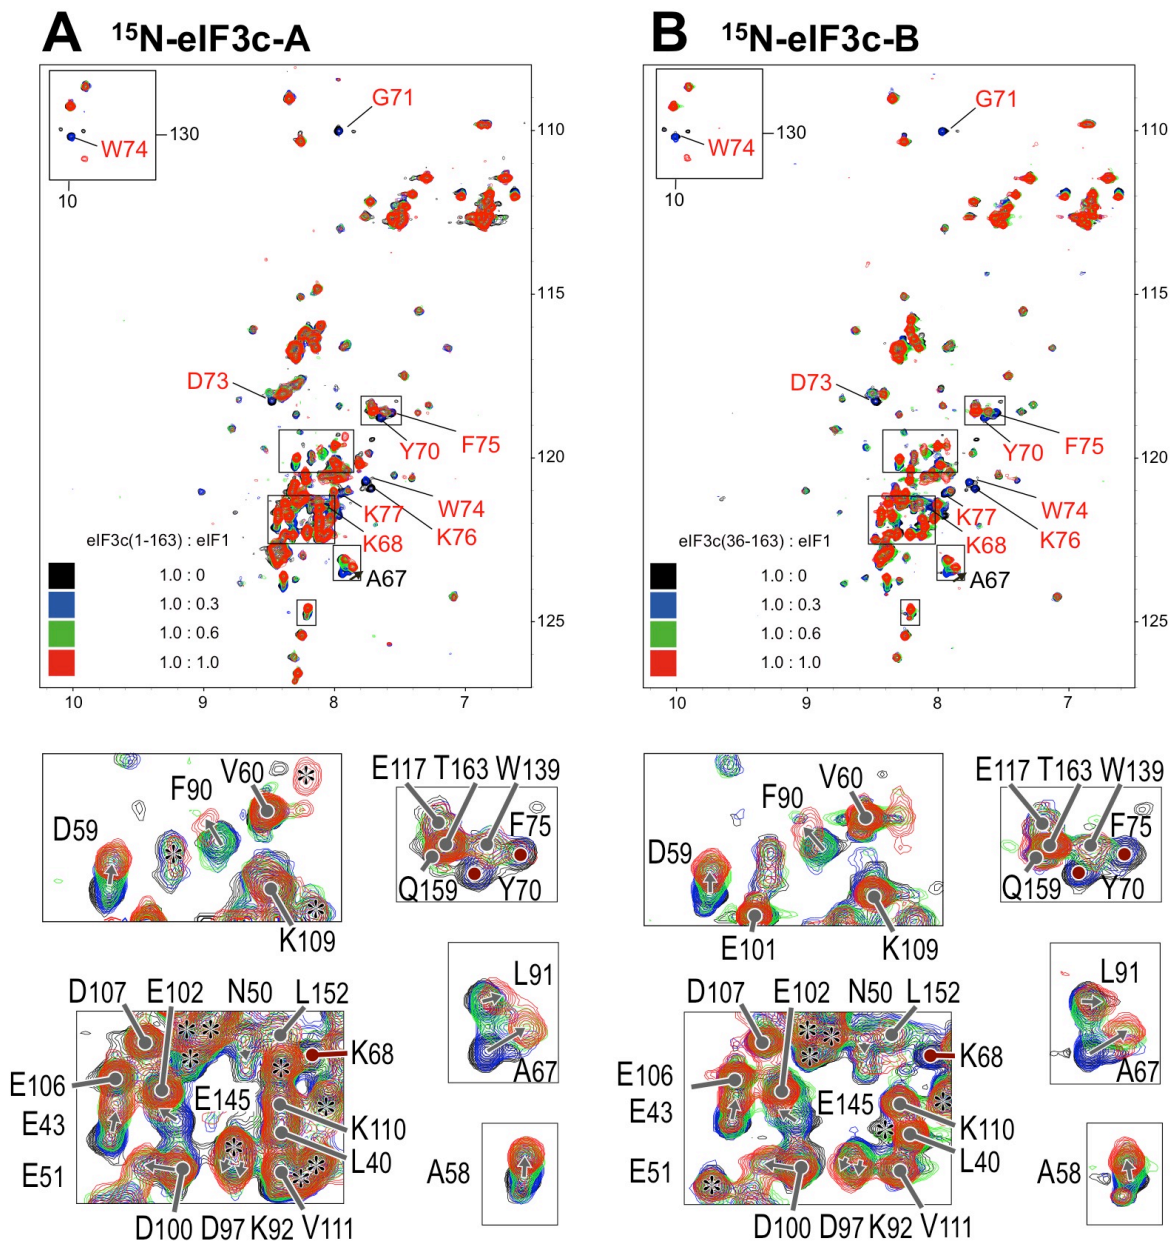 A ¹⁵N-eIF3c-A
G71
W74
130
10
110
115
D73
Y70
F75
120
W74
K77
K76
K68
eIF3c(1-163) : eIF1
A67
1.0 : 0
1.0 : 0.3
1.0 : 0.6
1.0 : 1.0
125
10 9 8 7
B ¹⁵N-eIF3c-B
G71
W74
130
10
110
115
D73
Y70
F75
120
W74
K77
K76
K68
eIF3c(36-163) : eIF1
A67
1.0 : 0
1.0 : 0.3
1.0 : 0.6
1.0 : 1.0
125
10 9 8 7
V60
F90
D59
*
*
*
K109
E117 T163 W139
F75
Q159 Y70
L91
A67
D107 E102 N50 L152
* *
*
*
K68
E106
E145
*
E43
K110
*
L40
* *
E51
D100 D97 K92 V111
A58
V60
F90
D59
E101 K109
E117 T163 W139
F75
Q159 Y70
L91
A67
D107 E102 N50 L152
* *
*
K68
E106
E145
*
E43
*
K110
L40
E51
*
D100 D97 K92 V111
A58